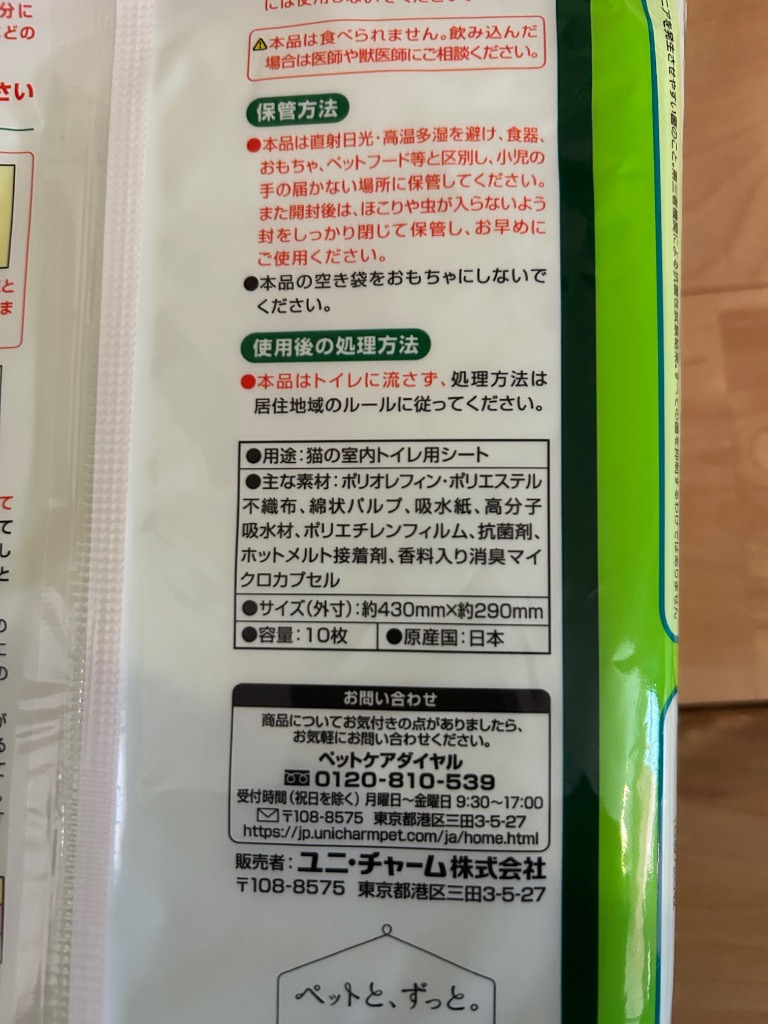 本品は食べられません。飲み込んだ
場合は医師や獣医師にご相談ください。
保管方法
●本品は直射日光・高温多湿を避け、食器、
おもちゃ、ペットフード等と区別し、小児の
手の届かない場所に保管してください。
また開封後は、ほこりや虫が入らないよう
封をしっかり閉じて保管し、お早めに
ご使用ください。
●本品の空き袋をおもちゃにしないで
ください。
使用後の処理方法
●本品はトイレに流さず、処理方法は
居住地域のルールに従ってください。
●用途:猫の室内トイレ用シート
●主な素材:ポリオレフィン・ポリエステル
不織布、綿状パルプ、吸水紙、高分子
吸水材、ポリエチレンフィルム、抗菌剤、
ホットメルト接着剤、香料入り消臭マイ
クロカプセル
●サイズ(外寸):約430mm×約290mm
●容量:10枚 ●原産国:日本
お問い合わせ
商品についてお気付きの点がありましたら、
お気軽にお問い合わせください。
ペットケアダイヤル
0120-810-539
受付時間(祝日を除く) 月曜日〜金曜日 9:30〜17:00
〒108-8575 東京都港区三田3-5-27
https://jp.unicharmpet.com/ja/home.html
販売者:ユニ・チャーム株式会社
〒108-8575 東京都港区三田3-5-27
ペットと、ずっと。